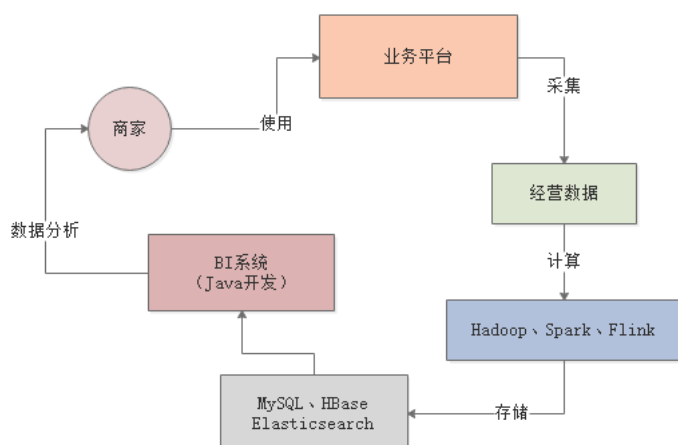 业务平台
采集
商家
使用
经营数据
数据分析
BI系统
（Java开发）
计算
Hadoop、Spark、Flink
MySQL、HBase
Elasticsearch
存储